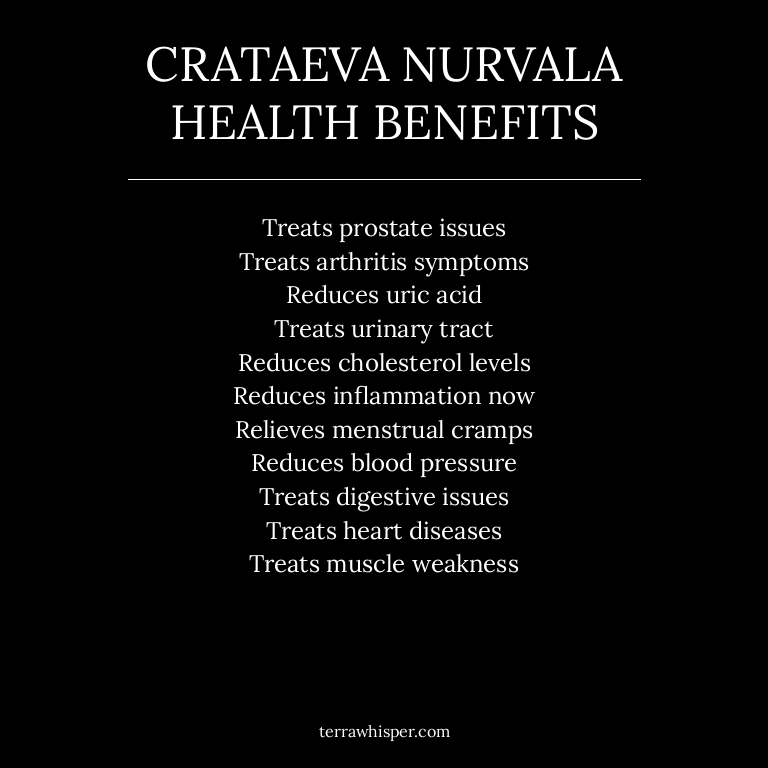 CRATAEVA NURVALA
HEALTH BENEFITS
Treats prostate issues
Treats arthritis symptoms
Reduces uric acid
Treats urinary tract
Reduces cholesterol levels
Reduces inflammation now
Relieves menstrual cramps
Reduces blood pressure
Treats digestive issues
Treats heart diseases
Treats muscle weakness
terrawhisper.com